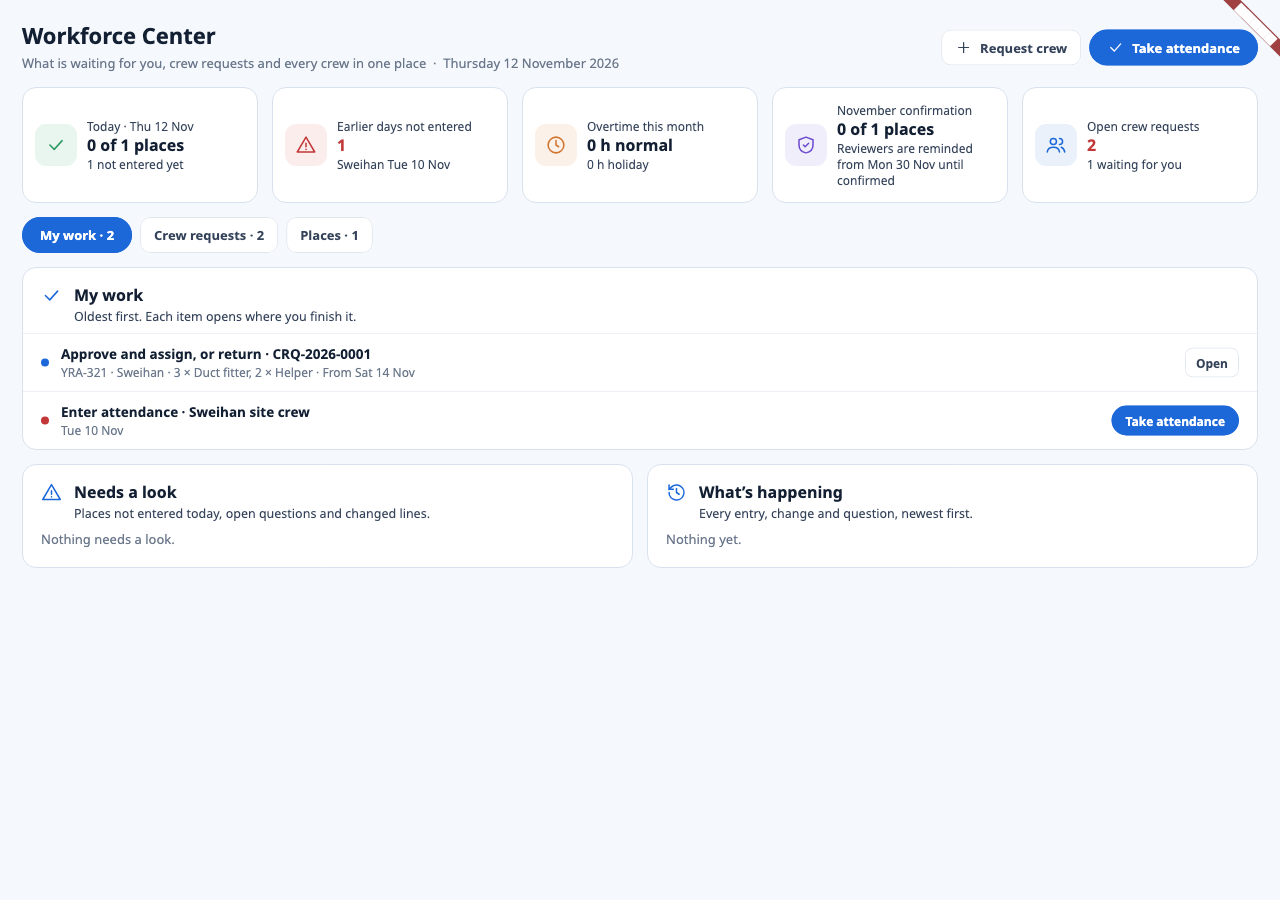 Workforce Center
What is waiting for you, crew requests and every crew in one place · Thursday 12 November 2026
Request crew
Take attendance
Today · Thu 12 Nov
0 of 1 places
1 not entered yet
Earlier days not entered
1
Sweihan Tue 10 Nov
Overtime this month
0 h normal
0 h holiday
November confirmation
0 of 1 places
Reviewers are reminded
from Mon 30 Nov until
confirmed
Open crew requests
2
1 waiting for you
My work · 2
Crew requests · 2
Places · 1
My work
Oldest first. Each item opens where you finish it.
Approve and assign, or return · CRQ-2026-0001
YRA-321 · Sweihan · 3 × Duct fitter, 2 × Helper · From Sat 14 Nov
Open
Enter attendance · Sweihan site crew
Tue 10 Nov
Take attendance
Needs a look
Places not entered today, open questions and changed lines.
Nothing needs a look.
What’s happening
Every entry, change and question, newest first.
Nothing yet.